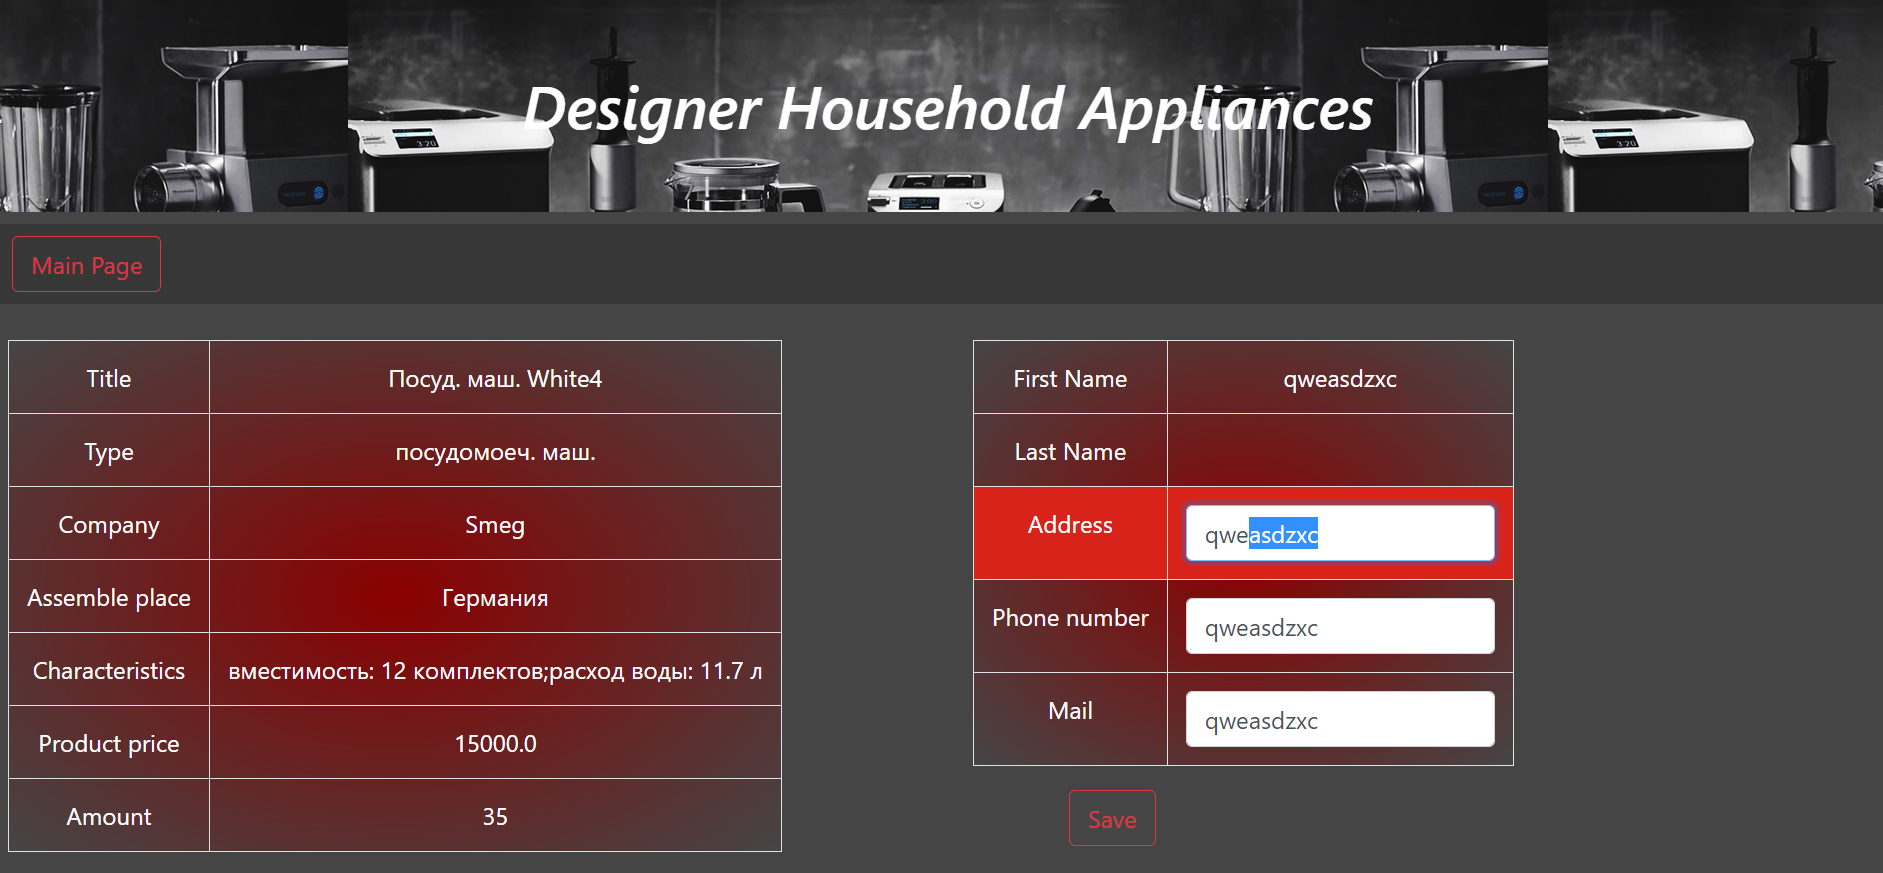 Designer Household Appliances
Main Page
Title Посуд. маш. White4
Type посудомоеч. маш.
Company Smeg
Assemble place Германия
Characteristics вместимость: 12 комплектов;расход воды: 11.7 л
Product price 15000.0
Amount 35
First Name qweasdzxc
Last Name
Address qweasdzxc
Phone number qweasdzxc
Mail qweasdzxc
Save